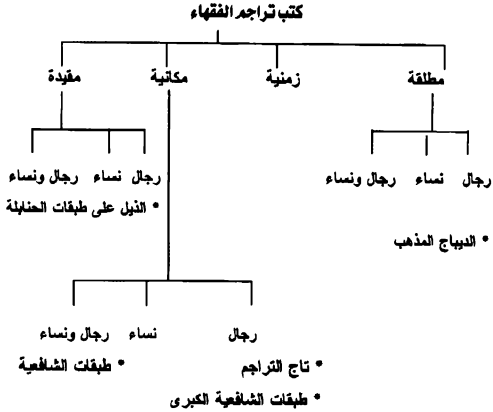 كتب تراجم الفقهاء
مطلقة زمنية مكانية مقيدة
رجال نساء رجال ونساء
• الديباج المذهب
رجال نساء رجال ونساء
• الذيل على طبقات الحنابلة
رجال نساء رجال ونساء
• تاج التراجم
• طبقات الشافعية الكبرى
• طبقات الشافعية